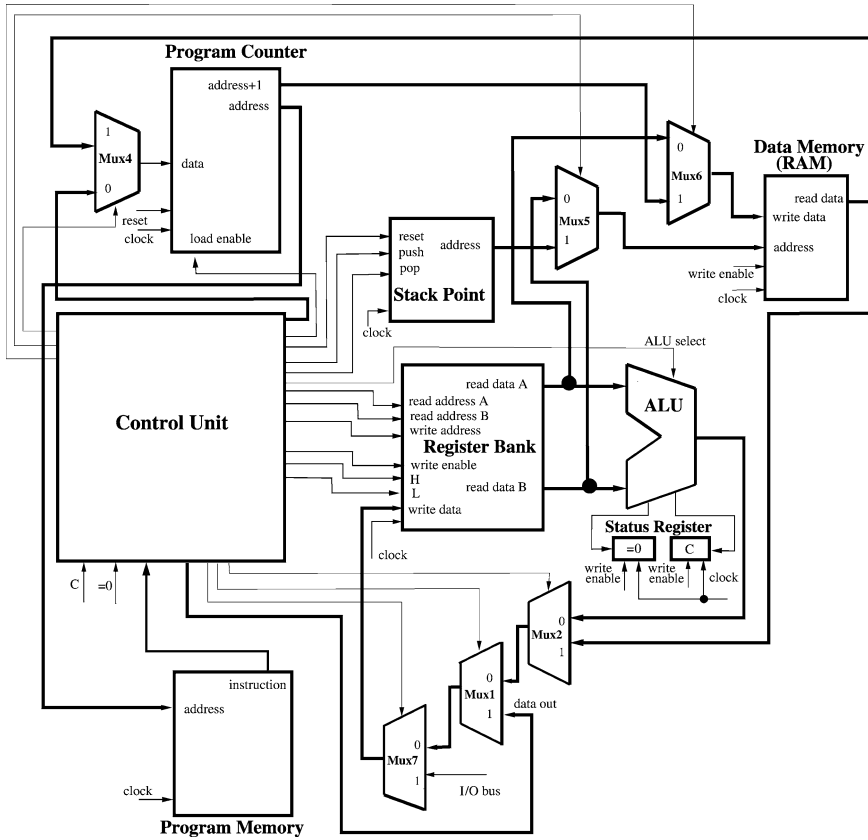 Program Counter
address+1
address
1
Mux4
0
data
reset
clock
load enable
reset
push
pop
address
Stack Point
clock
0
Mux5
1
0
Mux6
1
Data Memory
(RAM)
read data
write data
address
write enable
clock
Control Unit
C
=0
ALU select
read data A
read address A
read address B
write address
Register Bank
write enable
H
L
read data B
write data
clock
ALU
Status Register
=0
C
write
enable
write
enable
clock
0
Mux2
1
0
Mux1
1
data out
0
Mux7
1
I/O bus
instruction
address
clock
Program Memory